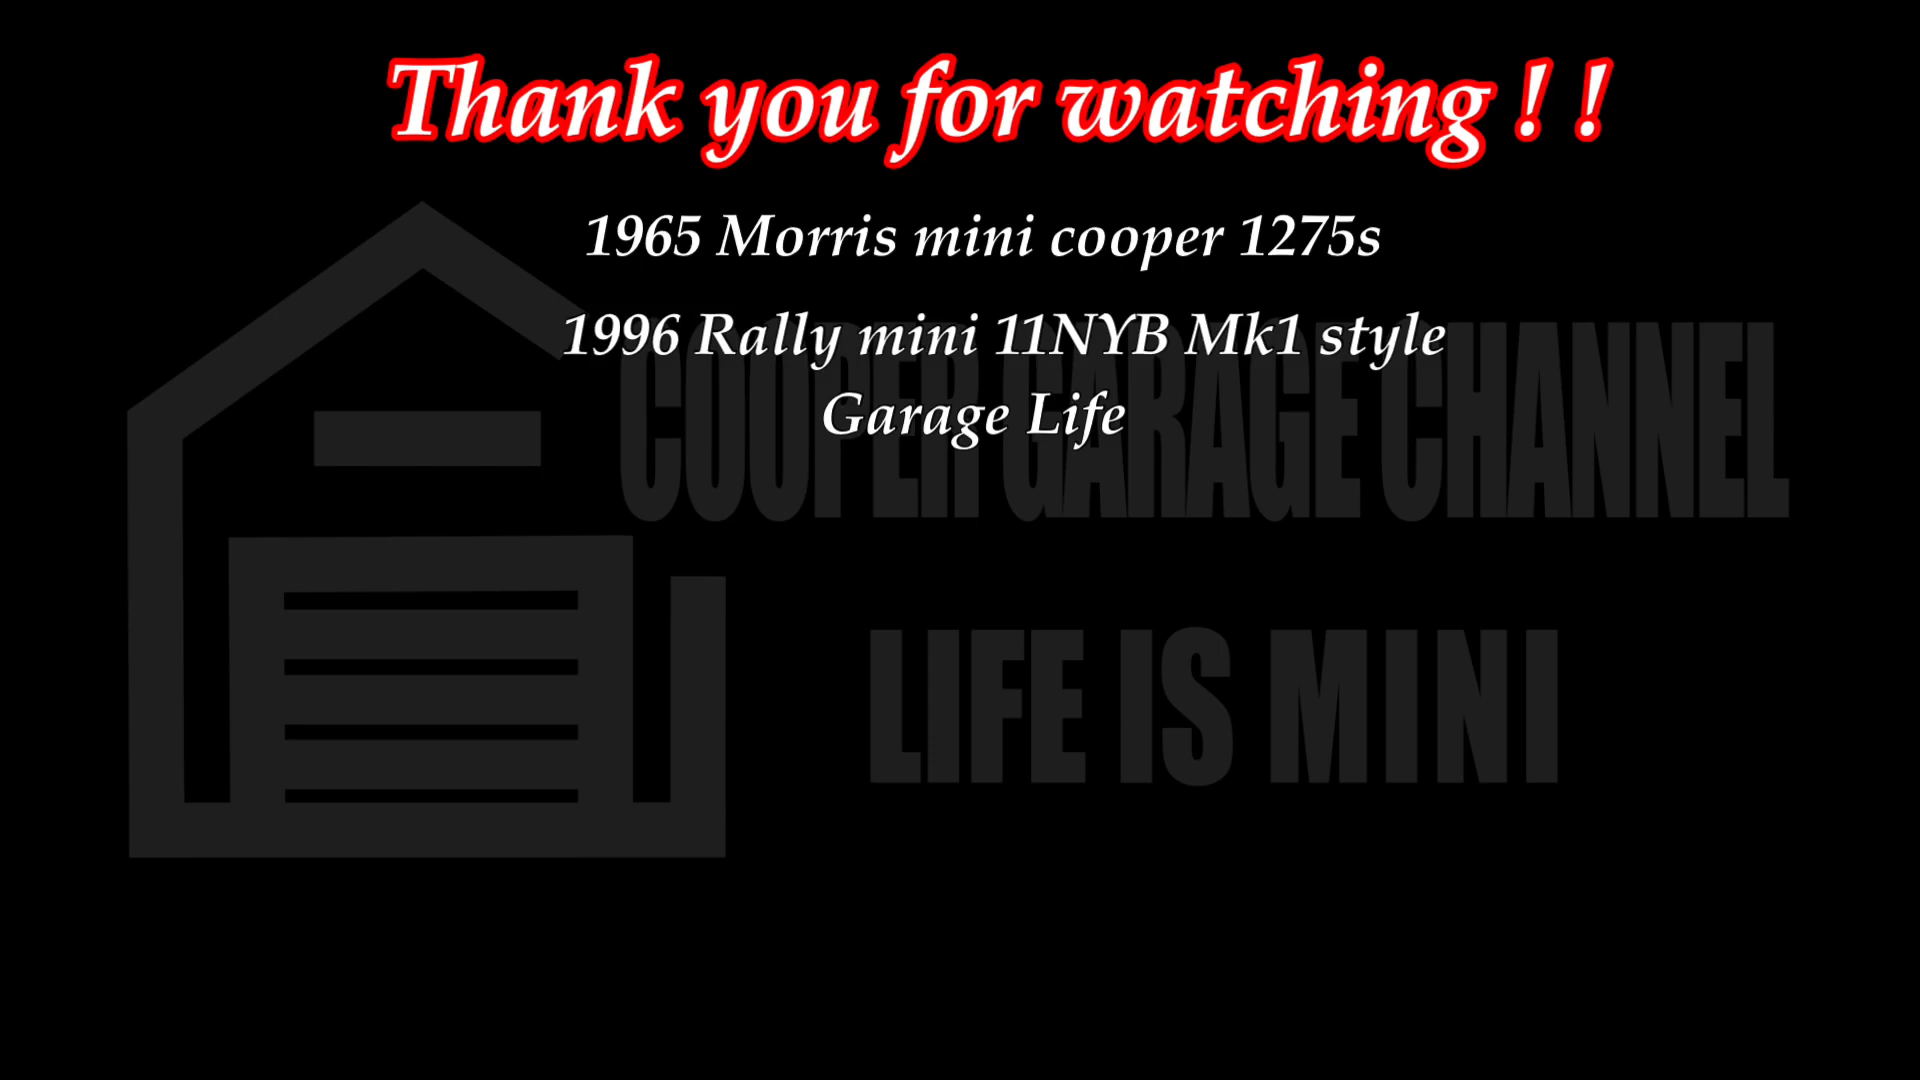 Thank you for watching ! !
1965 Morris mini cooper 1275s
1996 Rally mini 11NYB Mk1 style
Garage Life
COOPER GARAGE CHANNEL
LIFE IS MINI